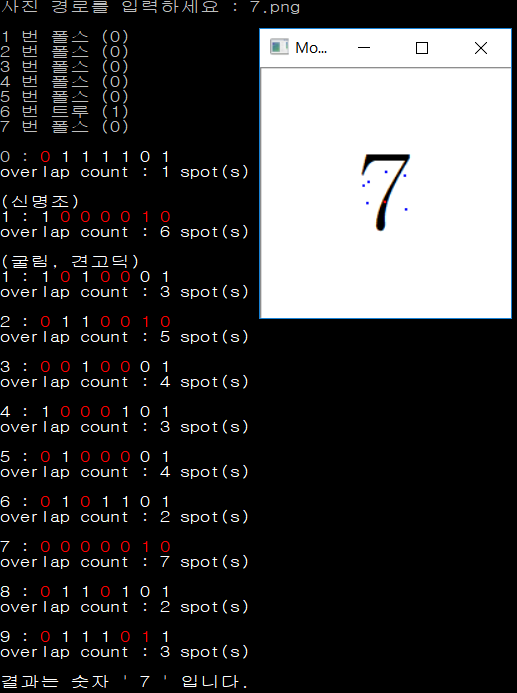 사진 경로를 입력하세요 : 7.png
1 번 폴스 (0)
2 번 폴스 (0)
3 번 폴스 (0)
4 번 폴스 (0)
5 번 폴스 (0)
6 번 트루 (1)
7 번 폴스 (0)
0 : 0 1 1 1 1 0 1
overlap count : 1 spot(s)
(신명조)
1 : 1 0 0 0 0 1 0
overlap count : 6 spot(s)
(굴림, 견고딕)
1 : 1 0 1 0 0 0 1
overlap count : 3 spot(s)
2 : 0 1 1 0 0 1 0
overlap count : 5 spot(s)
3 : 0 0 1 0 0 0 1
overlap count : 4 spot(s)
4 : 1 0 0 0 1 0 1
overlap count : 3 spot(s)
5 : 0 1 0 0 0 0 1
overlap count : 4 spot(s)
6 : 0 1 0 1 1 0 1
overlap count : 2 spot(s)
7 : 0 0 0 0 0 1 0
overlap count : 7 spot(s)
8 : 0 1 1 0 1 0 1
overlap count : 2 spot(s)
9 : 0 1 1 1 0 1 1
overlap count : 3 spot(s)
결과는 숫자 ' 7 ' 입니다.
Mo...
7